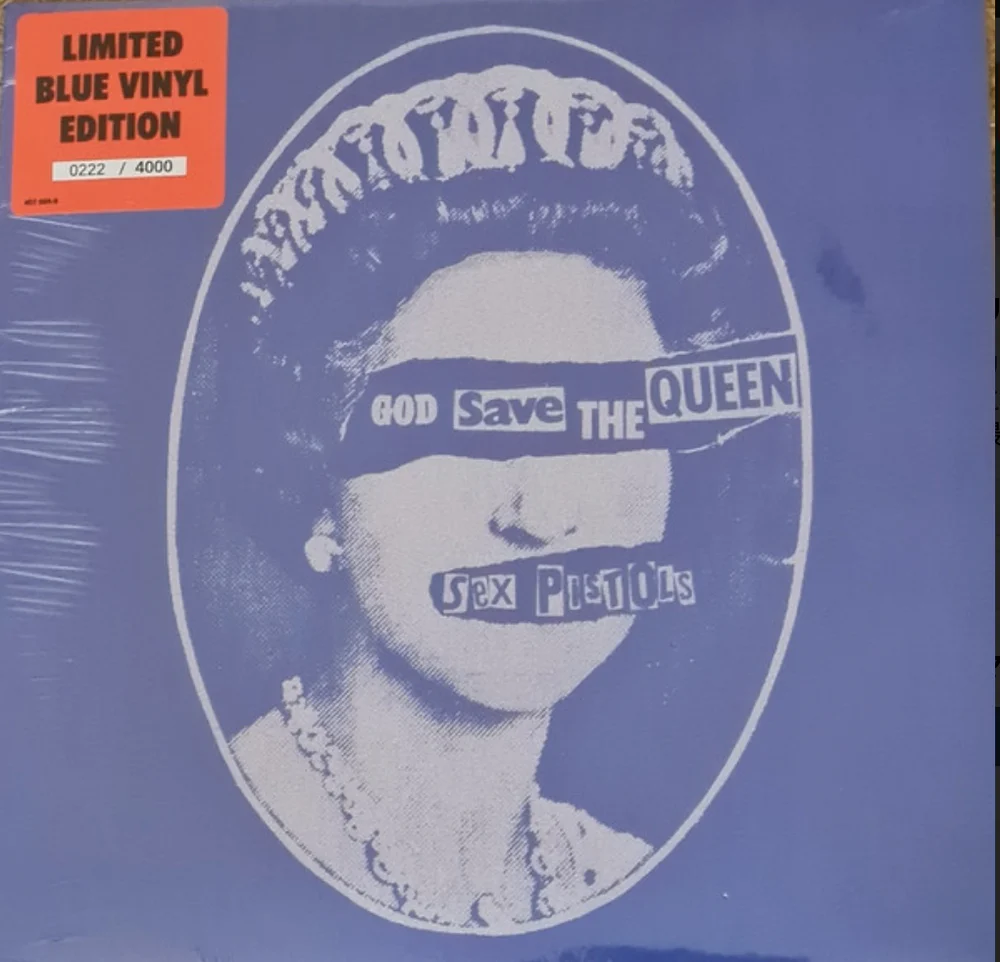 LIMITED
BLUE VINYL
EDITION
0222 / 4000
GOD Save THE QUEEN
Sex PISTOLs